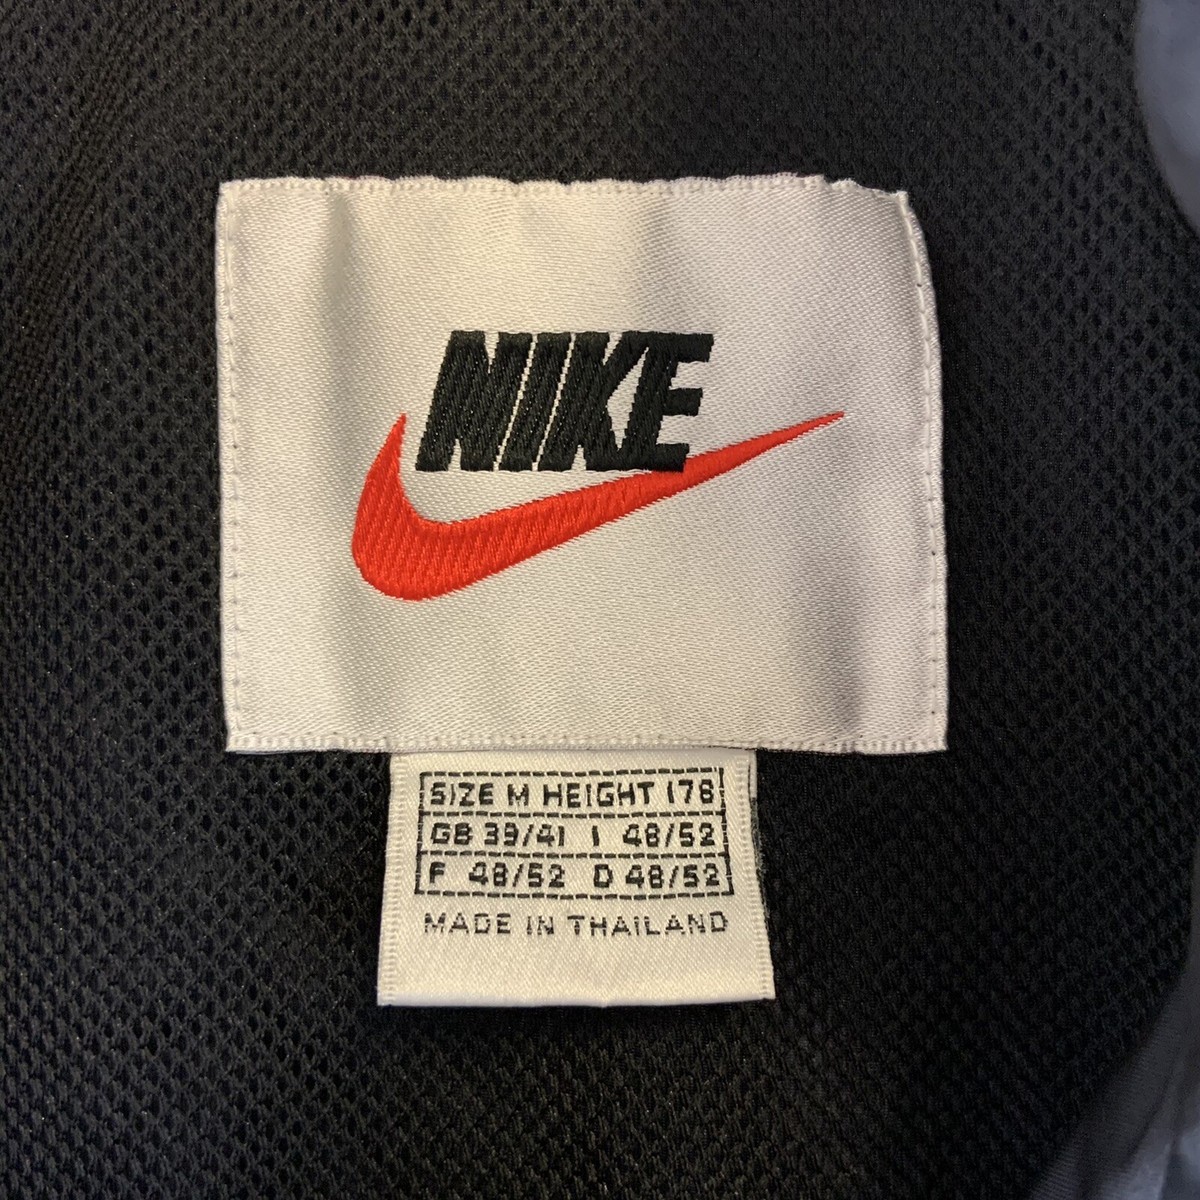 NIKE
SIZE M HEIGHT 178
GB 39/41 I 48/52
F 48/52 D 48/52
MADE IN THAILAND